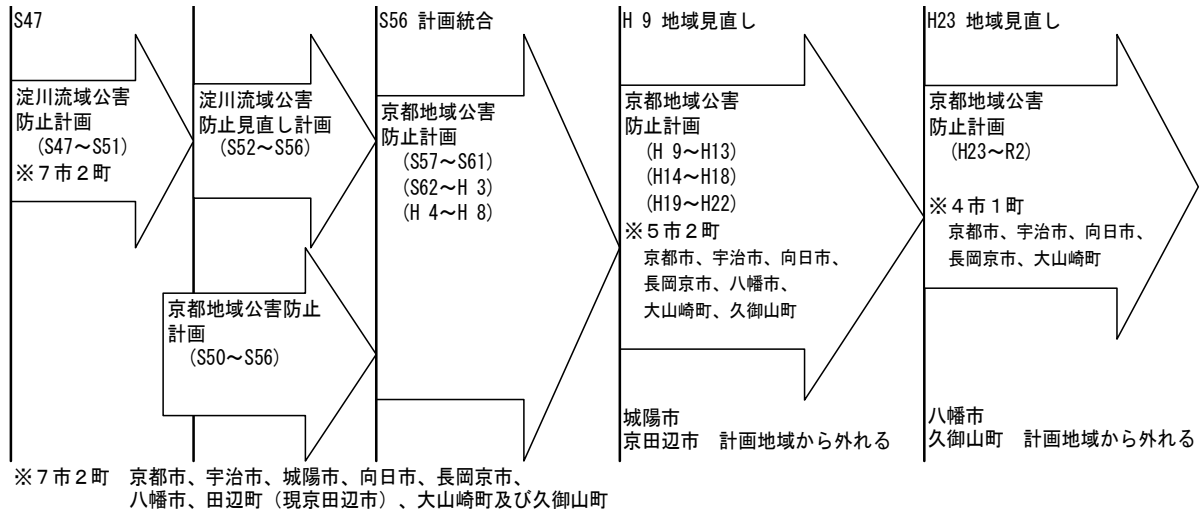 S47
淀川流域公害
防止計画
(S47～S51)
※７市２町
淀川流域公害
防止見直し計画
(S52～S56)
京都地域公害防止
計画
(S50～S56)
S56 計画統合
京都地域公害
防止計画
(S57～S61)
(S62～H 3)
(H 4～H 8)
H 9 地域見直し
京都地域公害
防止計画
(H 9～H13)
(H14～H18)
(H19～H22)
※５市２町
京都市、宇治市、向日市、
長岡京市、八幡市、
大山崎町、久御山町
城陽市
京田辺市　計画地域から外れる
H23 地域見直し
京都地域公害
防止計画
(H23～R2)
※４市１町
京都市、宇治市、向日市、
長岡京市、大山崎町
八幡市
久御山町　計画地域から外れる
※７市２町　京都市、宇治市、城陽市、向日市、長岡京市、
八幡市、田辺町（現京田辺市）、大山崎町及び久御山町